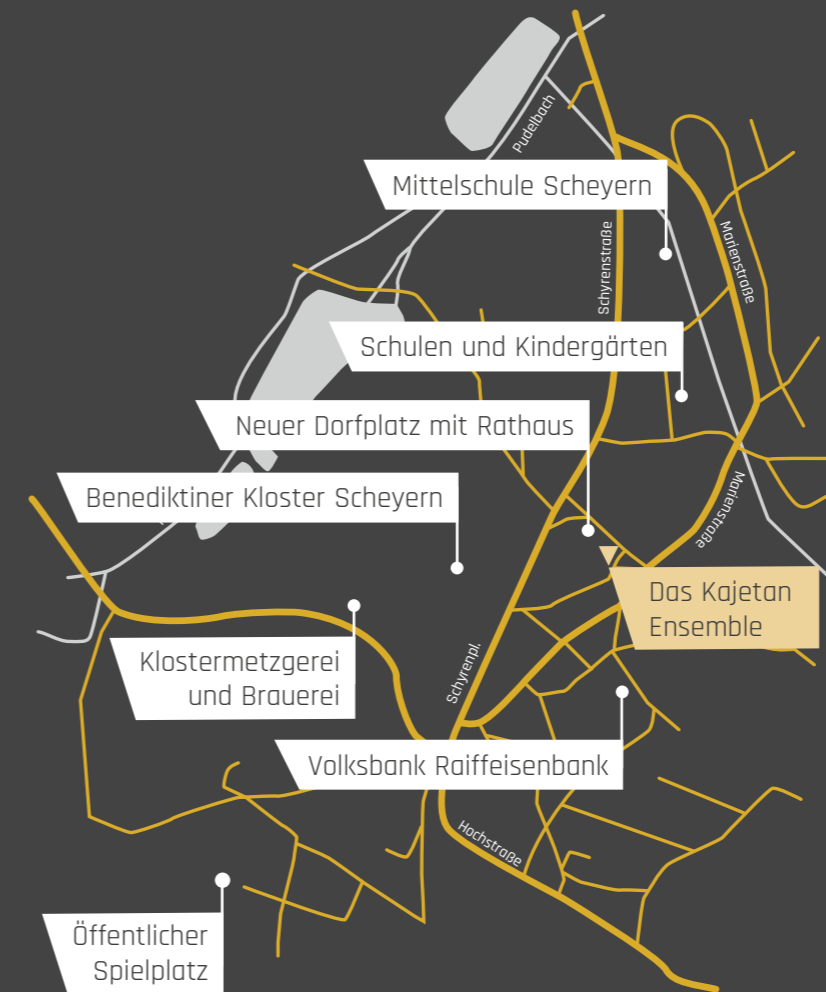 Pudelbach
Mittelschule Scheyern
Schyrenstraße
Marienstraße
Schulen und Kindergärten
Neuer Dorfplatz mit Rathaus
Benediktiner Kloster Scheyern
Marienstraße
Das Kajetan
Ensemble
Klostermetzgerei
und Brauerei
Schyrenpl.
Volksbank Raiffeisenbank
Hochstraße
Öffentlicher
Spielplatz